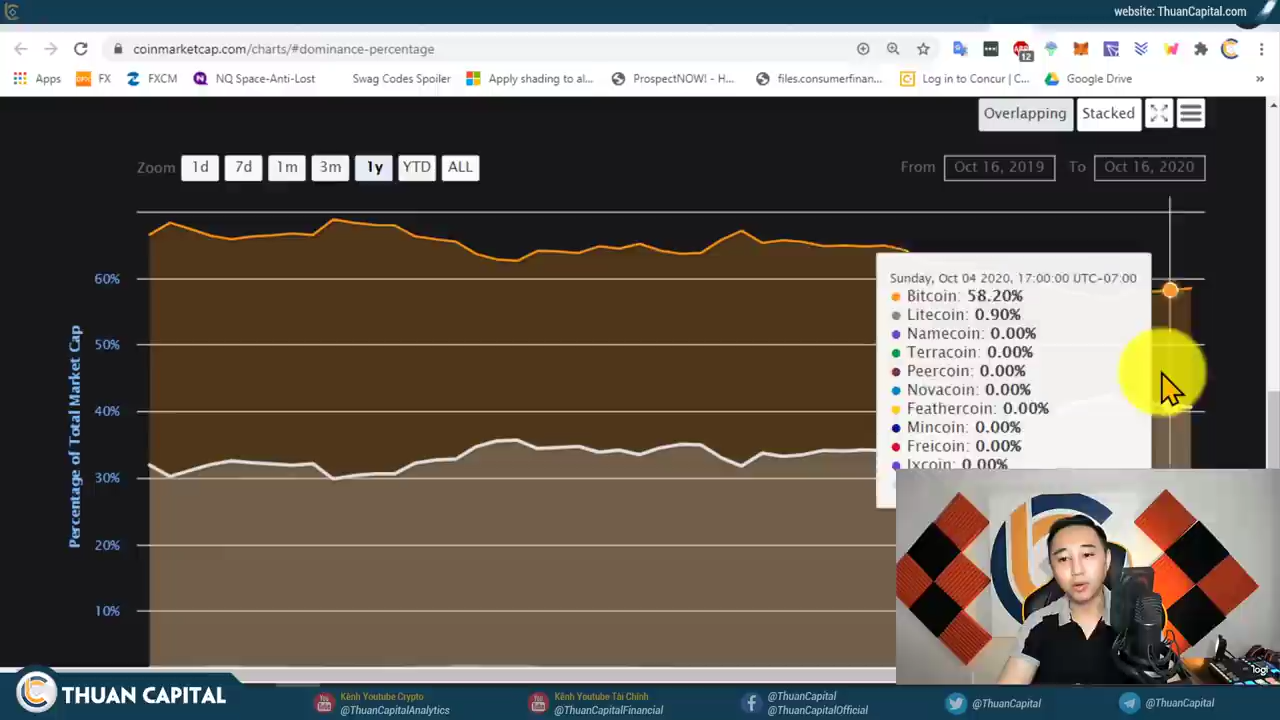 website: ThuanCapital.com
coinmarketcap.com/charts/#dominance-percentage
12
Apps FX FXCM NQ Space-Anti-Lost Swag Codes Spoiler Apply shading to al... ProspectNOW! - H... files.consumerfinan... Log in to Concur | C... Google Drive »
Overlapping Stacked
Zoom 1d 7d 1m 3m 1y YTD ALL From Oct 16, 2019 To Oct 16, 2020
Percentage of Total Market Cap
60%
50%
40%
30%
20%
10%
Sunday, Oct 04 2020, 17:00:00 UTC-07:00
Bitcoin: 58.20%
Litecoin: 0.90%
Namecoin: 0.00%
Terracoin: 0.00%
Peercoin: 0.00%
Novacoin: 0.00%
Feathercoin: 0.00%
Mincoin: 0.00%
Freicoin: 0.00%
Ixcoin: 0.00%
logi
THUAN CAPITAL
Kênh Youtube Crypto
@ThuanCapitalAnalytics
Kênh Youtube Tài Chính
@ThuanCapitalFinancial
@ThuanCapital
@ThuanCapitalOfficial
@ThuanCapital
@ThuanCapital